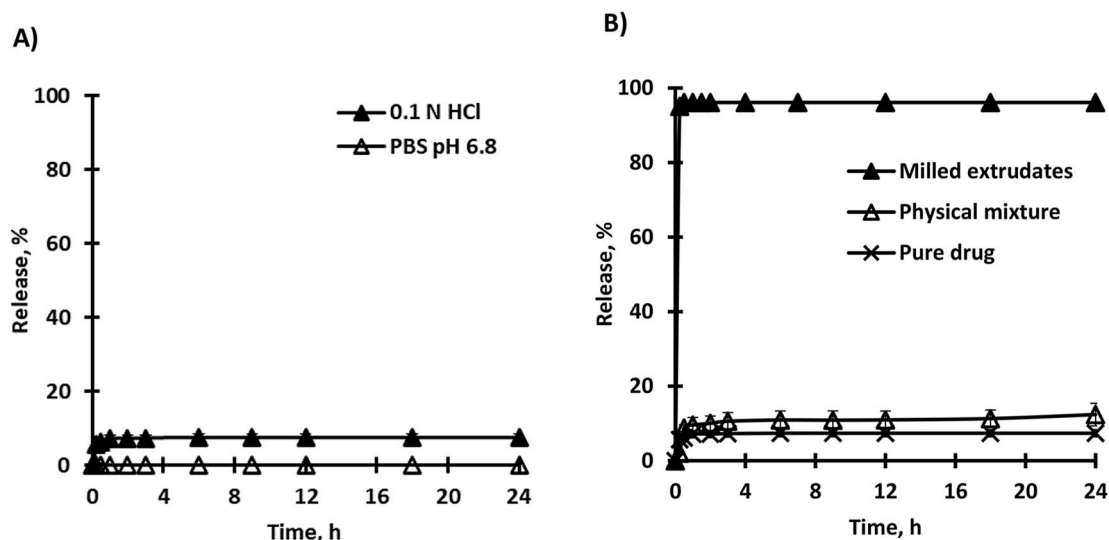 A)
100
80
60
40
20
0
Release, %
0 4 8 12 16 20 24
Time, h
0.1 N HCl
PBS pH 6.8
B)
100
80
60
40
20
0
Release, %
0 4 8 12 16 20 24
Time, h
Milled extrudates
Physical mixture
Pure drug